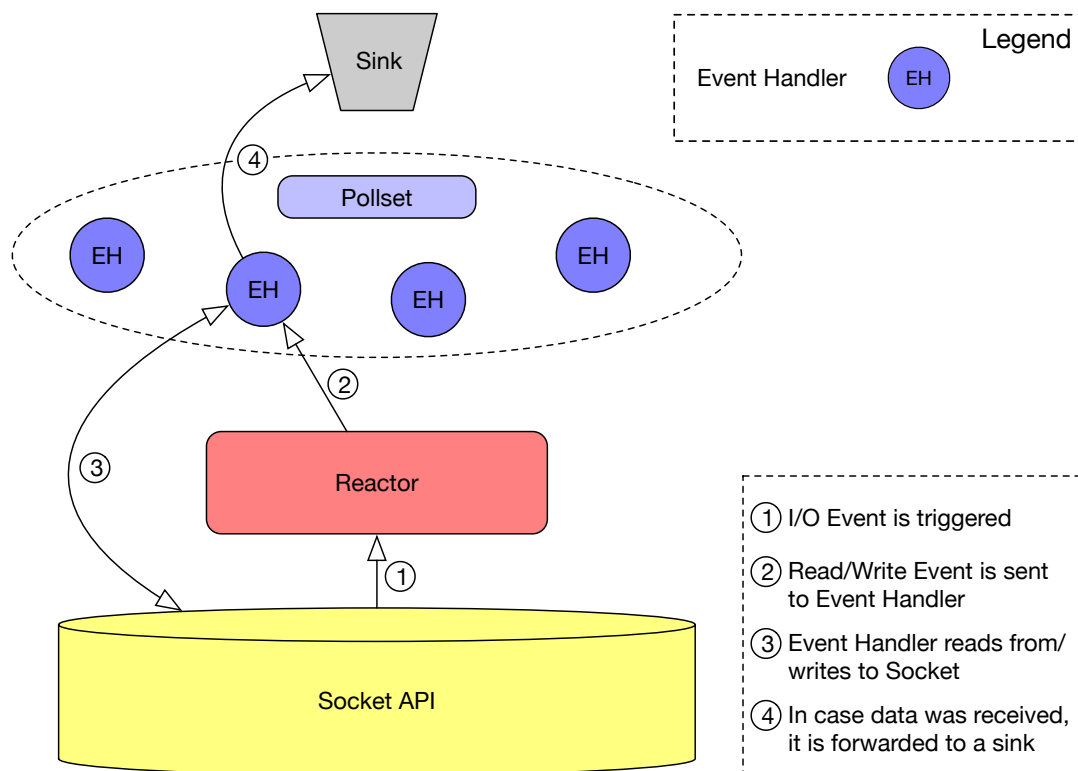 Sink
Legend
Event Handler
EH
4
Pollset
EH
EH
EH
EH
2
3
Reactor
1
Socket API
1 I/O Event is triggered
2 Read/Write Event is sent
to Event Handler
3 Event Handler reads from/
writes to Socket
4 In case data was received,
it is forwarded to a sink